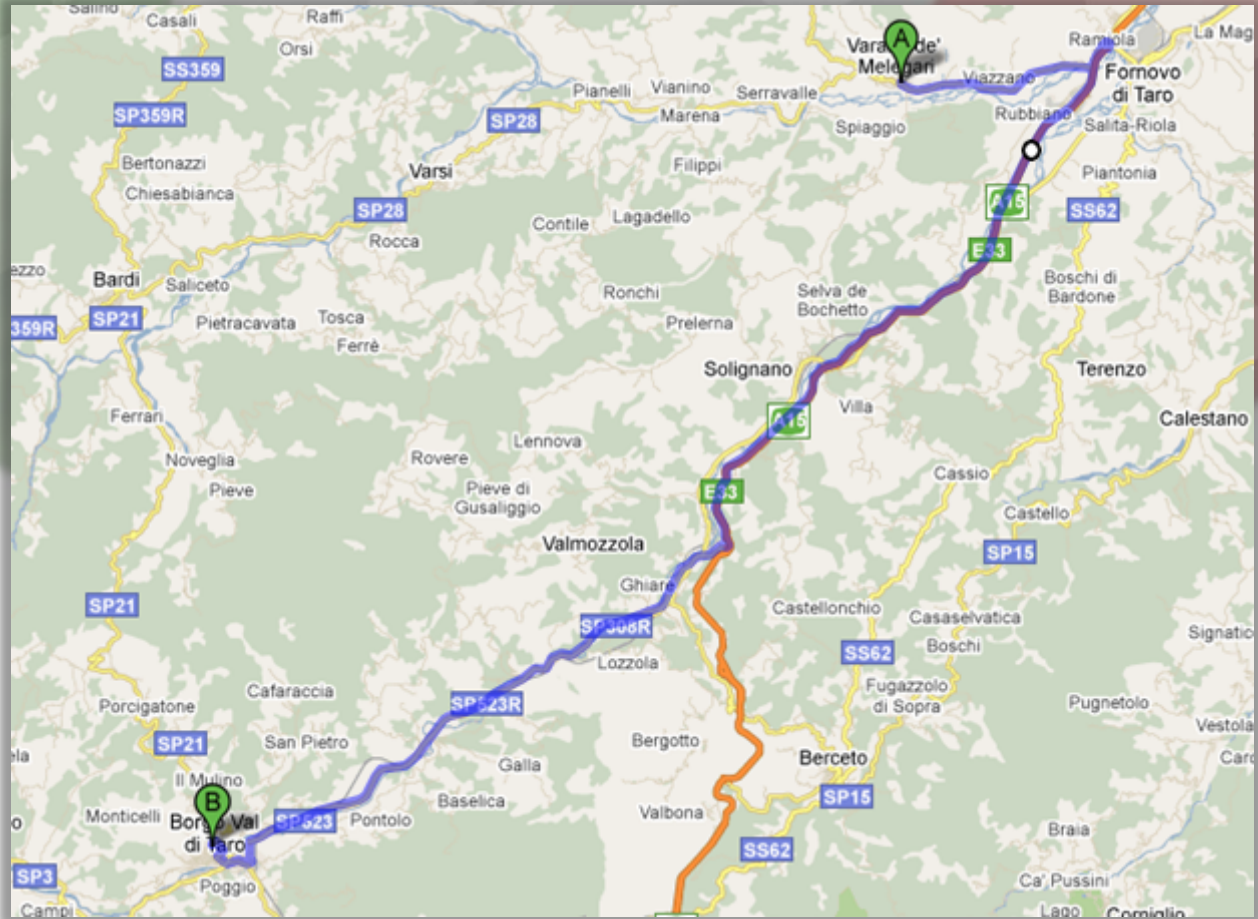 Salino
Casali
Raffi
Orsi
SS359
SP359R
Bertonazzi
Chiesabianca
A
Melegari
Ramiola
La Mag
Fornovo
di Taro
Viazzano
Pianelli
Vianino
Serravalle
Marena
Rubbiano
Salita-Riola
SP28
Spiaggio
Varsi
Filippi
Piantonia
SP28
Contile
Lagadello
A15
SS62
Rocca
E33
ezzo
Bardi
Saliceto
Ronchi
Selva de
Bochetto
Boschi di
Bardone
359R
SP21
Pietracavata
Tosca
Ferrè
Prelerna
Solignano
Terenzo
Ferrari
Villa
Calestano
A15
Lennova
Noveglia
Rovere
Cassio
Pieve
Pieve di
Gusaliggio
E33
Castello
Valmozzola
SP15
Ghiare
SP21
Castellonchio
Casaselvatica
SP308R
Signatic
Boschi
SS62
Lozzola
Cafaraccia
Fugazzolo
di Sopra
Porcigatone
SP523R
Pugnetolo
Vestola
SP21
San Pietro
Bergotto
Berceto
ela
Galla
Il Mulino
SP15
B
Baselica
Monticelli
Borgo Val
di Taro
SP523
Pontolo
Valbona
Braia
SS62
SP3
Poggio
Ca' Pussini
Campi
Lago
Corniglio